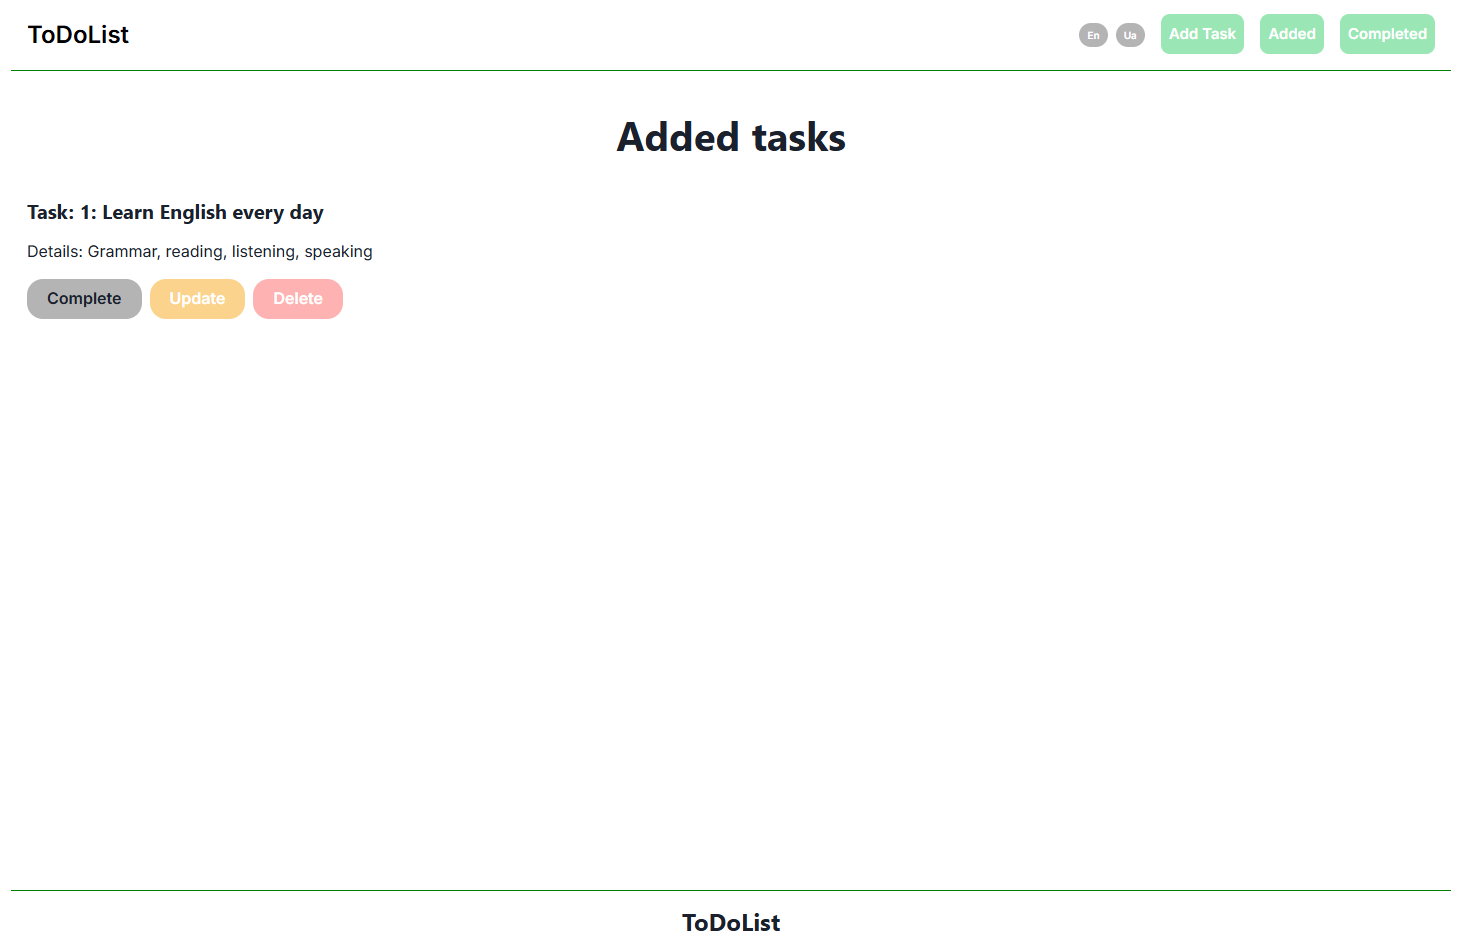 ToDoList
En Ua Add Task Added Completed
Added tasks
Task: 1: Learn English every day
Details: Grammar, reading, listening, speaking
Complete Update Delete
ToDoList